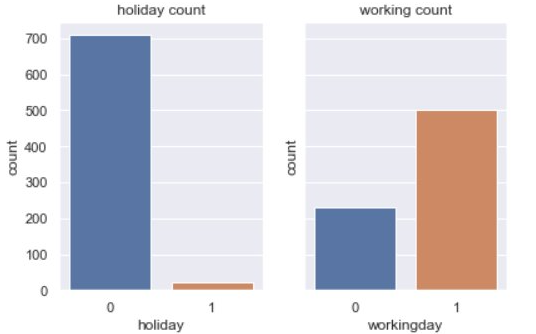 holiday count
700
600
500
400
300
200
100
0
count
0 1
holiday
working count
count
0 1
workingday